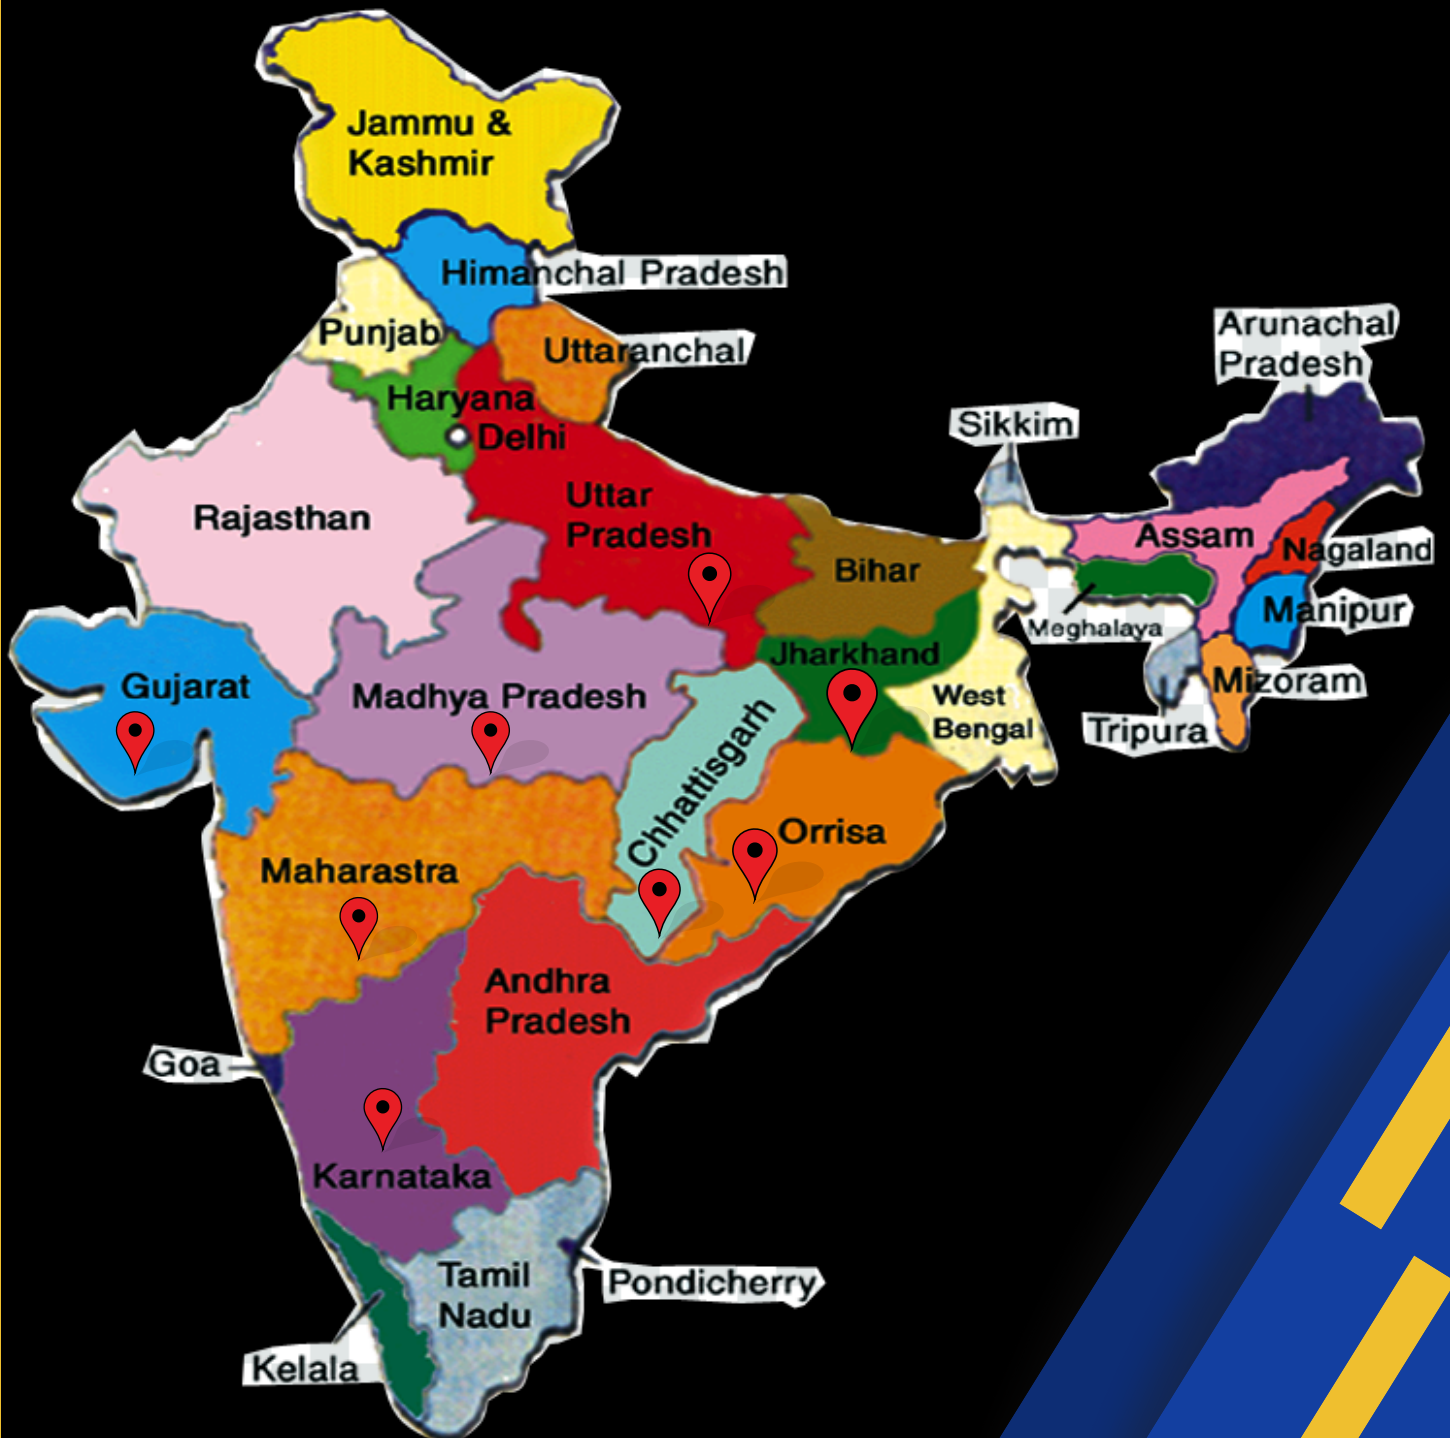 Jammu &
Kashmir
Himanchal Pradesh
Punjab
Uttaranchal
Arunachal
Pradesh
Haryana
Delhi
Sikkim
Uttar
Pradesh
Rajasthan
Assam
Nagaland
Bihar
Manipur
Meghalaya
Jharkhand
Gujarat
Madhya Pradesh
West
Bengal
Mizoram
Tripura
Chhattisgarh
Orrisa
Maharastra
Andhra
Pradesh
Goa
Karnataka
Tamil
Nadu
Pondicherry
Kelala